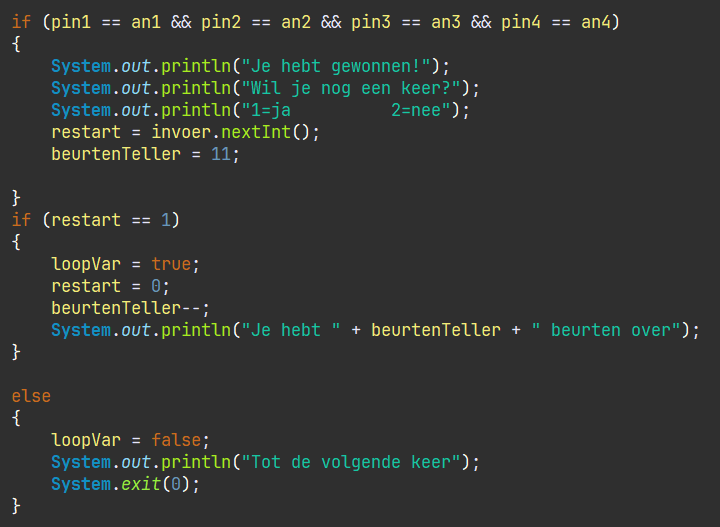 if (pin1 == an1 && pin2 == an2 && pin3 == an3 && pin4 == an4)
{
    System.out.println("Je hebt gewonnen!");
    System.out.println("Wil je nog een keer?");
    System.out.println("1=ja          2=nee");
    restart = invoer.nextInt();
    beurtenTeller = 11;

}
if (restart == 1)
{
    loopVar = true;
    restart = 0;
    beurtenTeller--;
    System.out.println("Je hebt " + beurtenTeller + " beurten over");
}

else
{
    loopVar = false;
    System.out.println("Tot de volgende keer");
    System.exit(0);
}